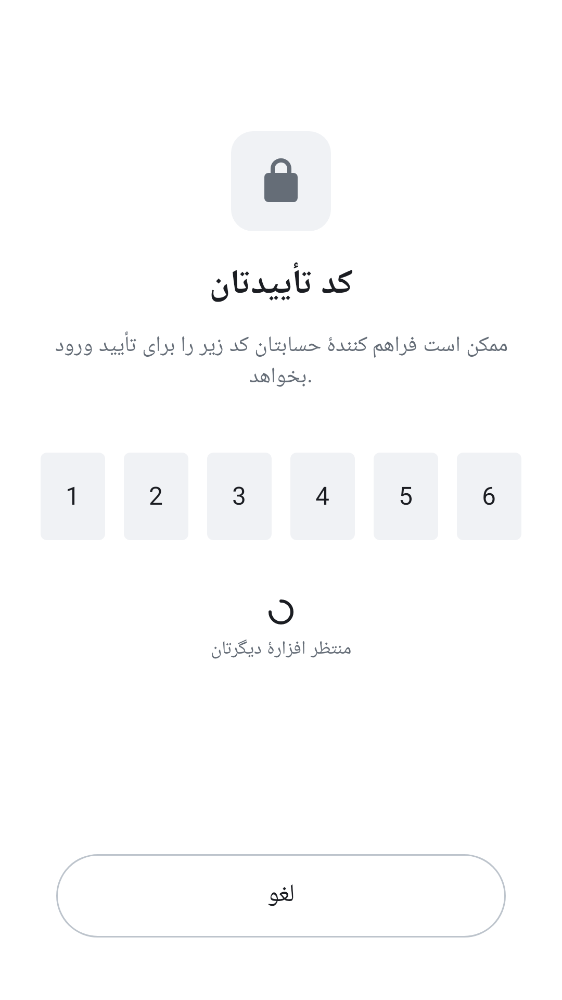 کد تأییدتان
ممکن است فراهم کنندهٔ حسابتان کد زیر را برای تأیید ورود
بخواهد.
1 2 3 4 5 6
منتظر افزارهٔ دیگرتان
لغو